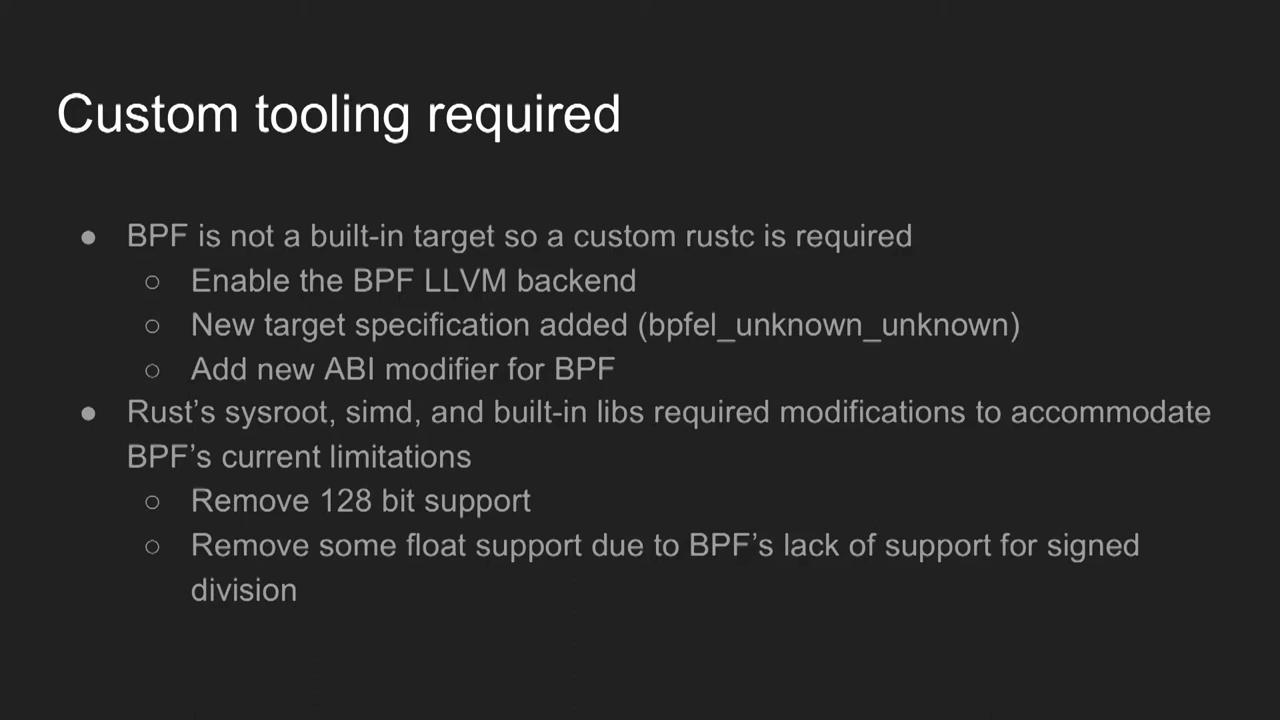 Custom tooling required
● BPF is not a built-in target so a custom rustc is required
○ Enable the BPF LLVM backend
○ New target specification added (bpfel_unknown_unknown)
○ Add new ABI modifier for BPF
● Rust’s sysroot, simd, and built-in libs required modifications to accommodate
BPF’s current limitations
○ Remove 128 bit support
○ Remove some float support due to BPF’s lack of support for signed
division